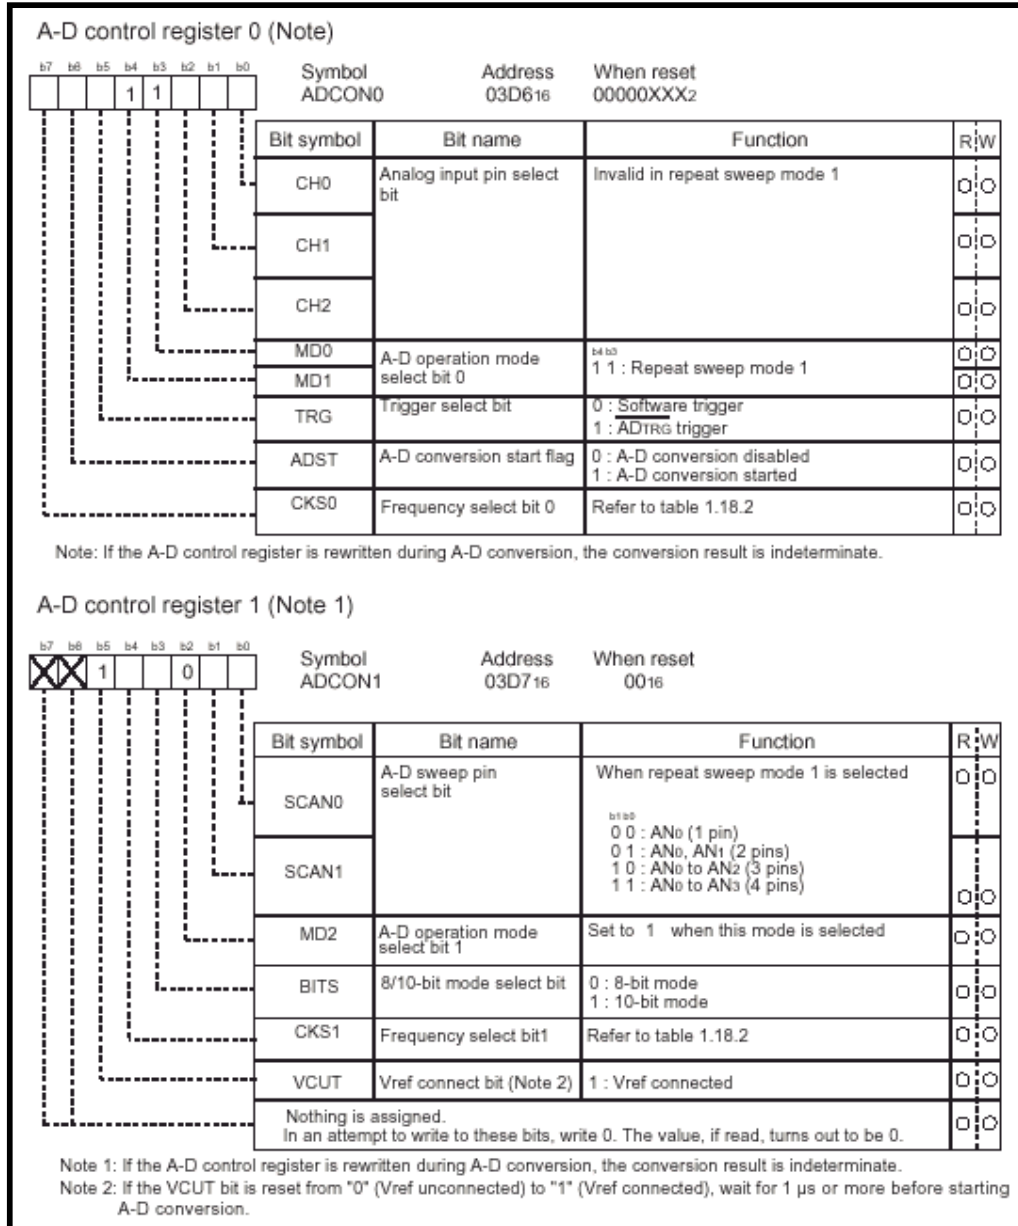 A-D control register 0 (Note)
b7 b6 b5 b4 b3 b2 b1 b0
1 1
Symbol Address When reset
ADCON0 03D616 00000XXX2
Bit symbol Bit name Function R W
CH0 Analog input pin select bit Invalid in repeat sweep mode 1 O O
CH1 O O
CH2 O O
MD0 A-D operation mode select bit 0 b4 b3 O O
MD1 1 1 : Repeat sweep mode 1 O O
TRG Trigger select bit 0 : Software trigger O O
1 : ADTRG trigger
ADST A-D conversion start flag 0 : A-D conversion disabled O O
1 : A-D conversion started
CKS0 Frequency select bit 0 Refer to table 1.18.2 O O
Note: If the A-D control register is rewritten during A-D conversion, the conversion result is indeterminate.
A-D control register 1 (Note 1)
b7 b6 b5 b4 b3 b2 b1 b0
X X 1 0
Symbol Address When reset
ADCON1 03D716 0016
Bit symbol Bit name Function R W
SCAN0 A-D sweep pin select bit When repeat sweep mode 1 is selected O O
b1 b0
0 0 : AN0 (1 pin)
0 1 : AN0, AN1 (2 pins)
SCAN1 1 0 : AN0 to AN2 (3 pins)
1 1 : AN0 to AN3 (4 pins) O O
MD2 A-D operation mode select bit 1 Set to 1 when this mode is selected O O
BITS 8/10-bit mode select bit 0 : 8-bit mode O O
1 : 10-bit mode
CKS1 Frequency select bit1 Refer to table 1.18.2 O O
VCUT Vref connect bit (Note 2) 1 : Vref connected O O
Nothing is assigned.
In an attempt to write to these bits, write 0. The value, if read, turns out to be 0. O O
Note 1: If the A-D control register is rewritten during A-D conversion, the conversion result is indeterminate.
Note 2: If the VCUT bit is reset from "0" (Vref unconnected) to "1" (Vref connected), wait for 1 µs or more before starting
A-D conversion.